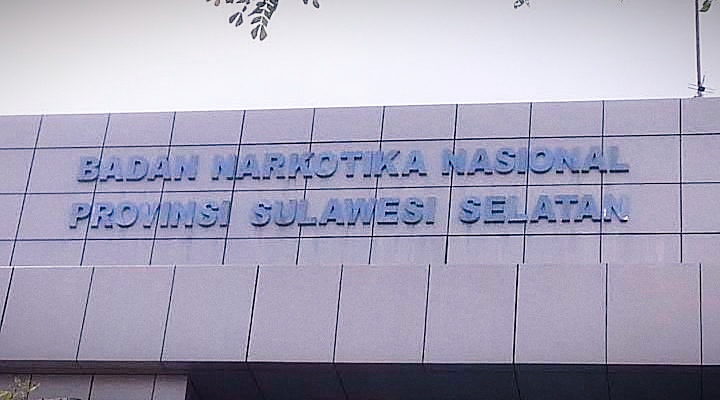 BADAN NARKOTIKA NASIONAL
PROVINSI SULAWESI SELATAN